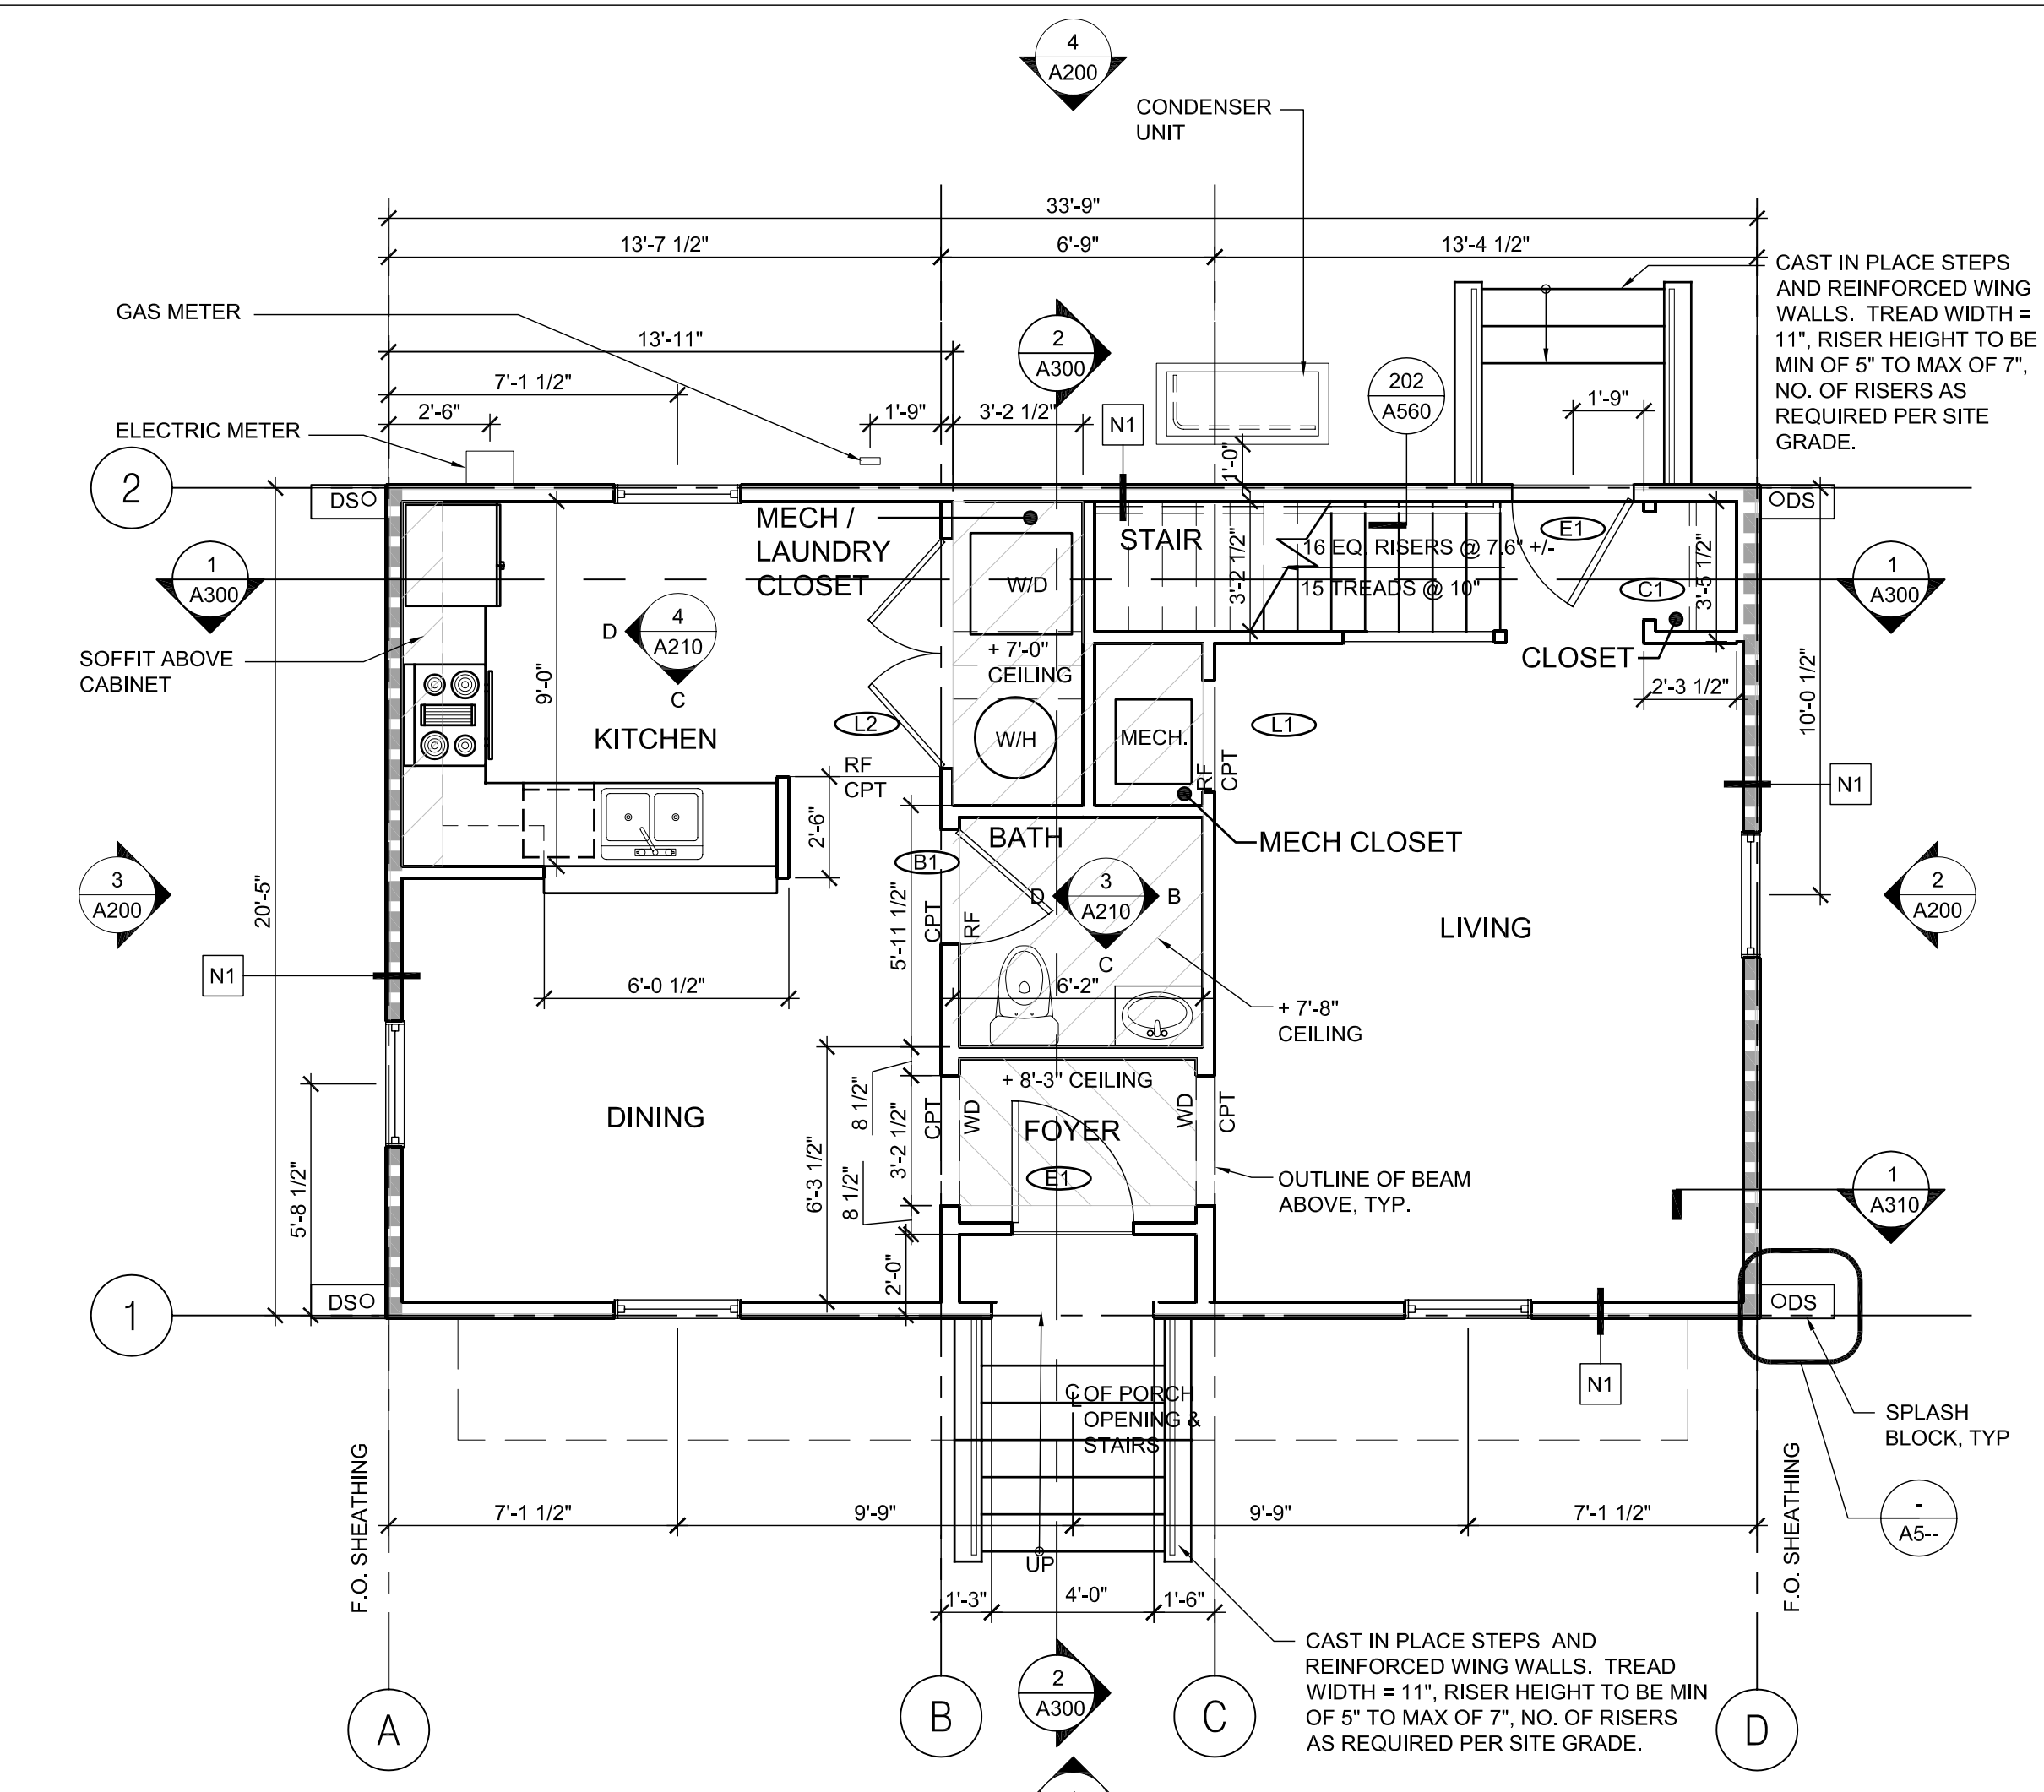 4
A200
CONDENSER
UNIT
33'-9"
13'-7 1/2"
6'-9"
13'-4 1/2"
CAST IN PLACE STEPS
AND REINFORCED WING
WALLS. TREAD WIDTH =
11", RISER HEIGHT TO BE
MIN OF 5" TO MAX OF 7",
NO. OF RISERS AS
REQUIRED PER SITE
GRADE.
GAS METER
13'-11"
2
A300
7'-1 1/2"
202
A560
2'-6"
1'-9"
3'-2 1/2"
N1
1'-9"
ELECTRIC METER
1'-0"
2
DS
DS
MECH /
LAUNDRY
CLOSET
STAIR
E1
16 EQ. RISERS @ 7.6" +/-
15 TREADS @ 10"
3'-2 1/2"
3'-5 1/2"
1
A300
1
A300
W/D
C1
D
4
A210
C
SOFFIT ABOVE
CABINET
+ 7'-0"
CEILING
CLOSET
9'-0"
2'-3 1/2"
10'-0 1/2"
L2
L1
KITCHEN
W/H
MECH.
RF
CPT
RF
CPT
N1
2'-6"
BATH
MECH CLOSET
B1
3
A200
D
3
A210
B
C
2
A200
20'-5"
CPT
RF
5'-11 1/2"
LIVING
N1
6'-0 1/2"
6'-2"
+ 7'-8"
CEILING
+ 8'-3" CEILING
8 1/2"
DINING
CPT
WD
FOYER
WD
CPT
3'-2 1/2"
6'-3 1/2"
E1
5'-8 1/2"
8 1/2"
OUTLINE OF BEAM
ABOVE, TYP.
1
A310
2'-0"
1
DS
DS
N1
CL OF PORCH
OPENING &
STAIRS
SPLASH
BLOCK, TYP
F.O. SHEATHING
F.O. SHEATHING
7'-1 1/2"
9'-9"
9'-9"
7'-1 1/2"
-
A5--
UP
1'-3"
4'-0"
1'-6"
CAST IN PLACE STEPS AND
REINFORCED WING WALLS. TREAD
WIDTH = 11", RISER HEIGHT TO BE MIN
OF 5" TO MAX OF 7", NO. OF RISERS
AS REQUIRED PER SITE GRADE.
2
A300
A
B
C
D